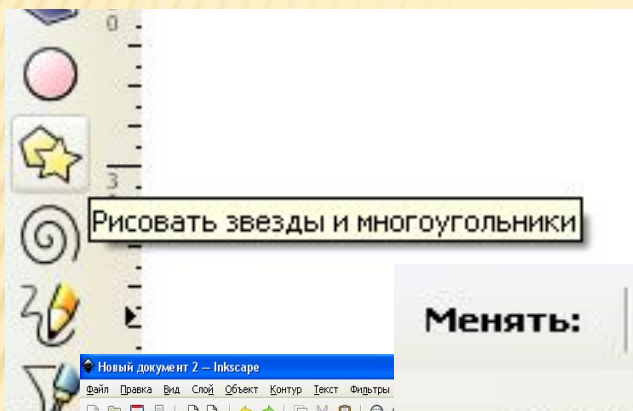 0
3
Рисовать звезды и многоугольники
Менять:
Новый документ 2 — Inkscape
Файл Правка Вид Слой Объект Контур Текст Фильтры